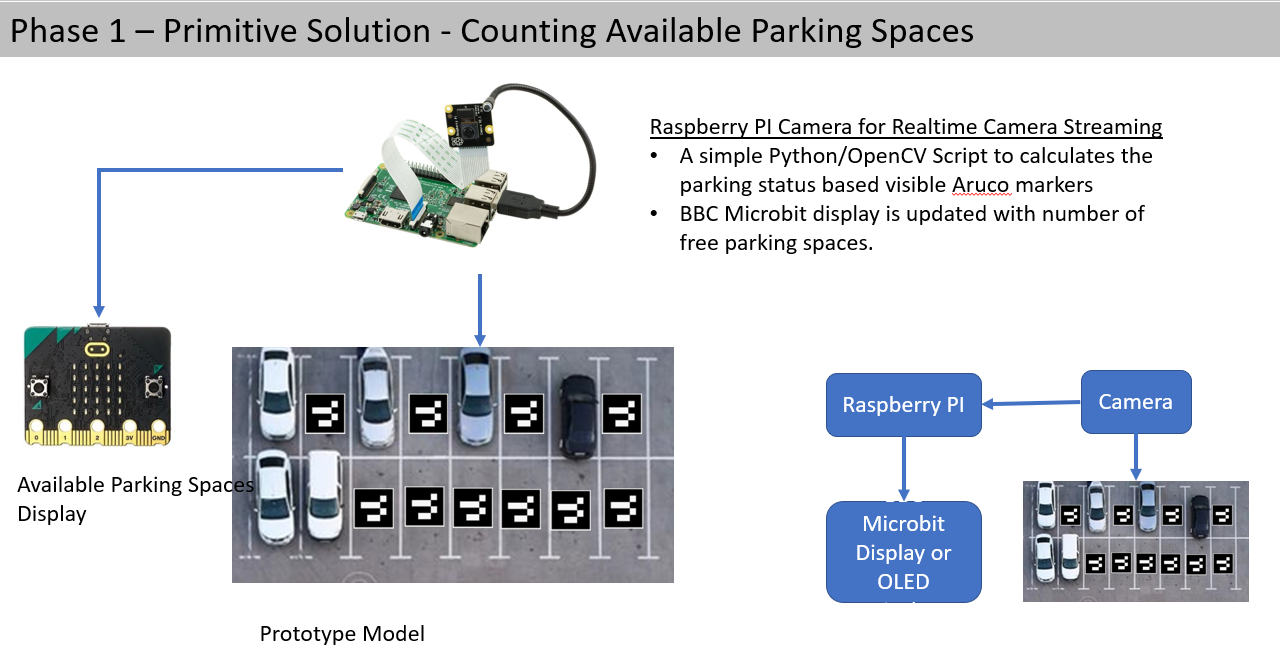 Phase 1 – Primitive Solution - Counting Available Parking Spaces
Raspberry PI Camera for Realtime Camera Streaming
• A simple Python/OpenCV Script to calculates the
parking status based visible Aruco markers
• BBC Microbit display is updated with number of
free parking spaces.
0 1 2 3V GND
Available Parking Spaces
Display
Prototype Model
Raspberry PI
Camera
Microbit
Display or
OLED